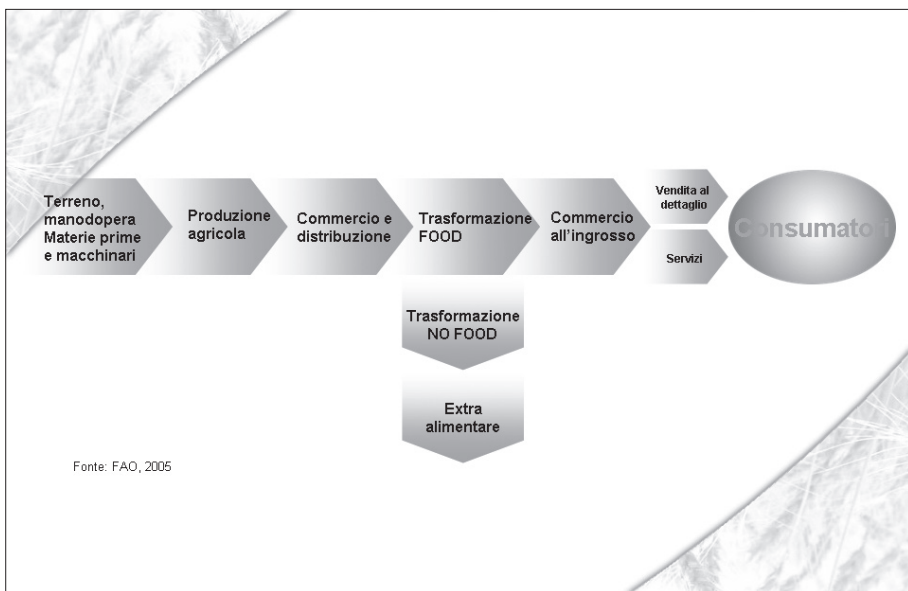 Terreno,
manodopera
Materie prime
e macchinari
Produzione
agricola
Commercio e
distribuzione
Trasformazione
FOOD
Commercio
all'ingrosso
Vendita al
dettaglio
Servizi
Consumatori
Trasformazione
NO FOOD
Extra
alimentare
Fonte: FAO, 2005